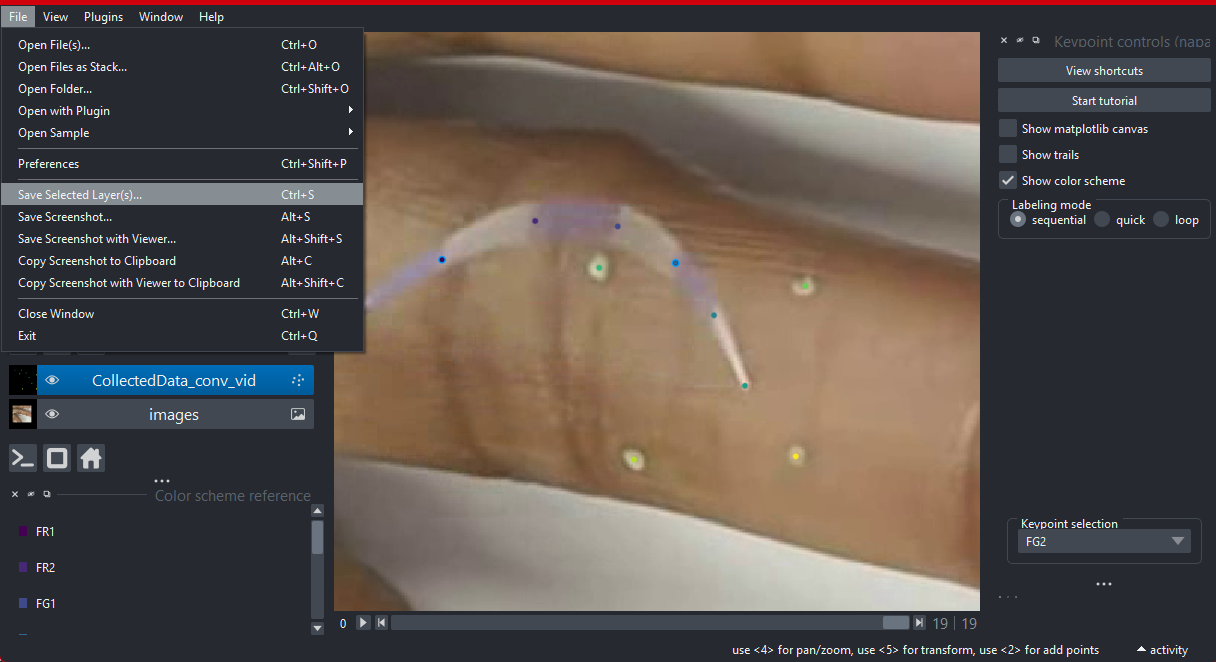 File View Plugins Window Help
Open File(s)... Ctrl+O
Open Files as Stack... Ctrl+Alt+O
Open Folder... Ctrl+Shift+O
Open with Plugin
Open Sample
Preferences Ctrl+Shift+P
Save Selected Layer(s)... Ctrl+S
Save Screenshot... Alt+S
Save Screenshot with Viewer... Alt+Shift+S
Copy Screenshot to Clipboard Alt+C
Copy Screenshot with Viewer to Clipboard Alt+Shift+C
Close Window Ctrl+W
Exit Ctrl+Q
CollectedData_conv_vid
images
Color scheme reference
FR1
FR2
FG1
0
19 | 19
Keypoint controls (napa
View shortcuts
Start tutorial
Show matplotlib canvas
Show trails
Show color scheme
Labeling mode
sequential quick loop
Keypoint selection
FG2
use <4> for pan/zoom, use <5> for transform, use <2> for add points
activity